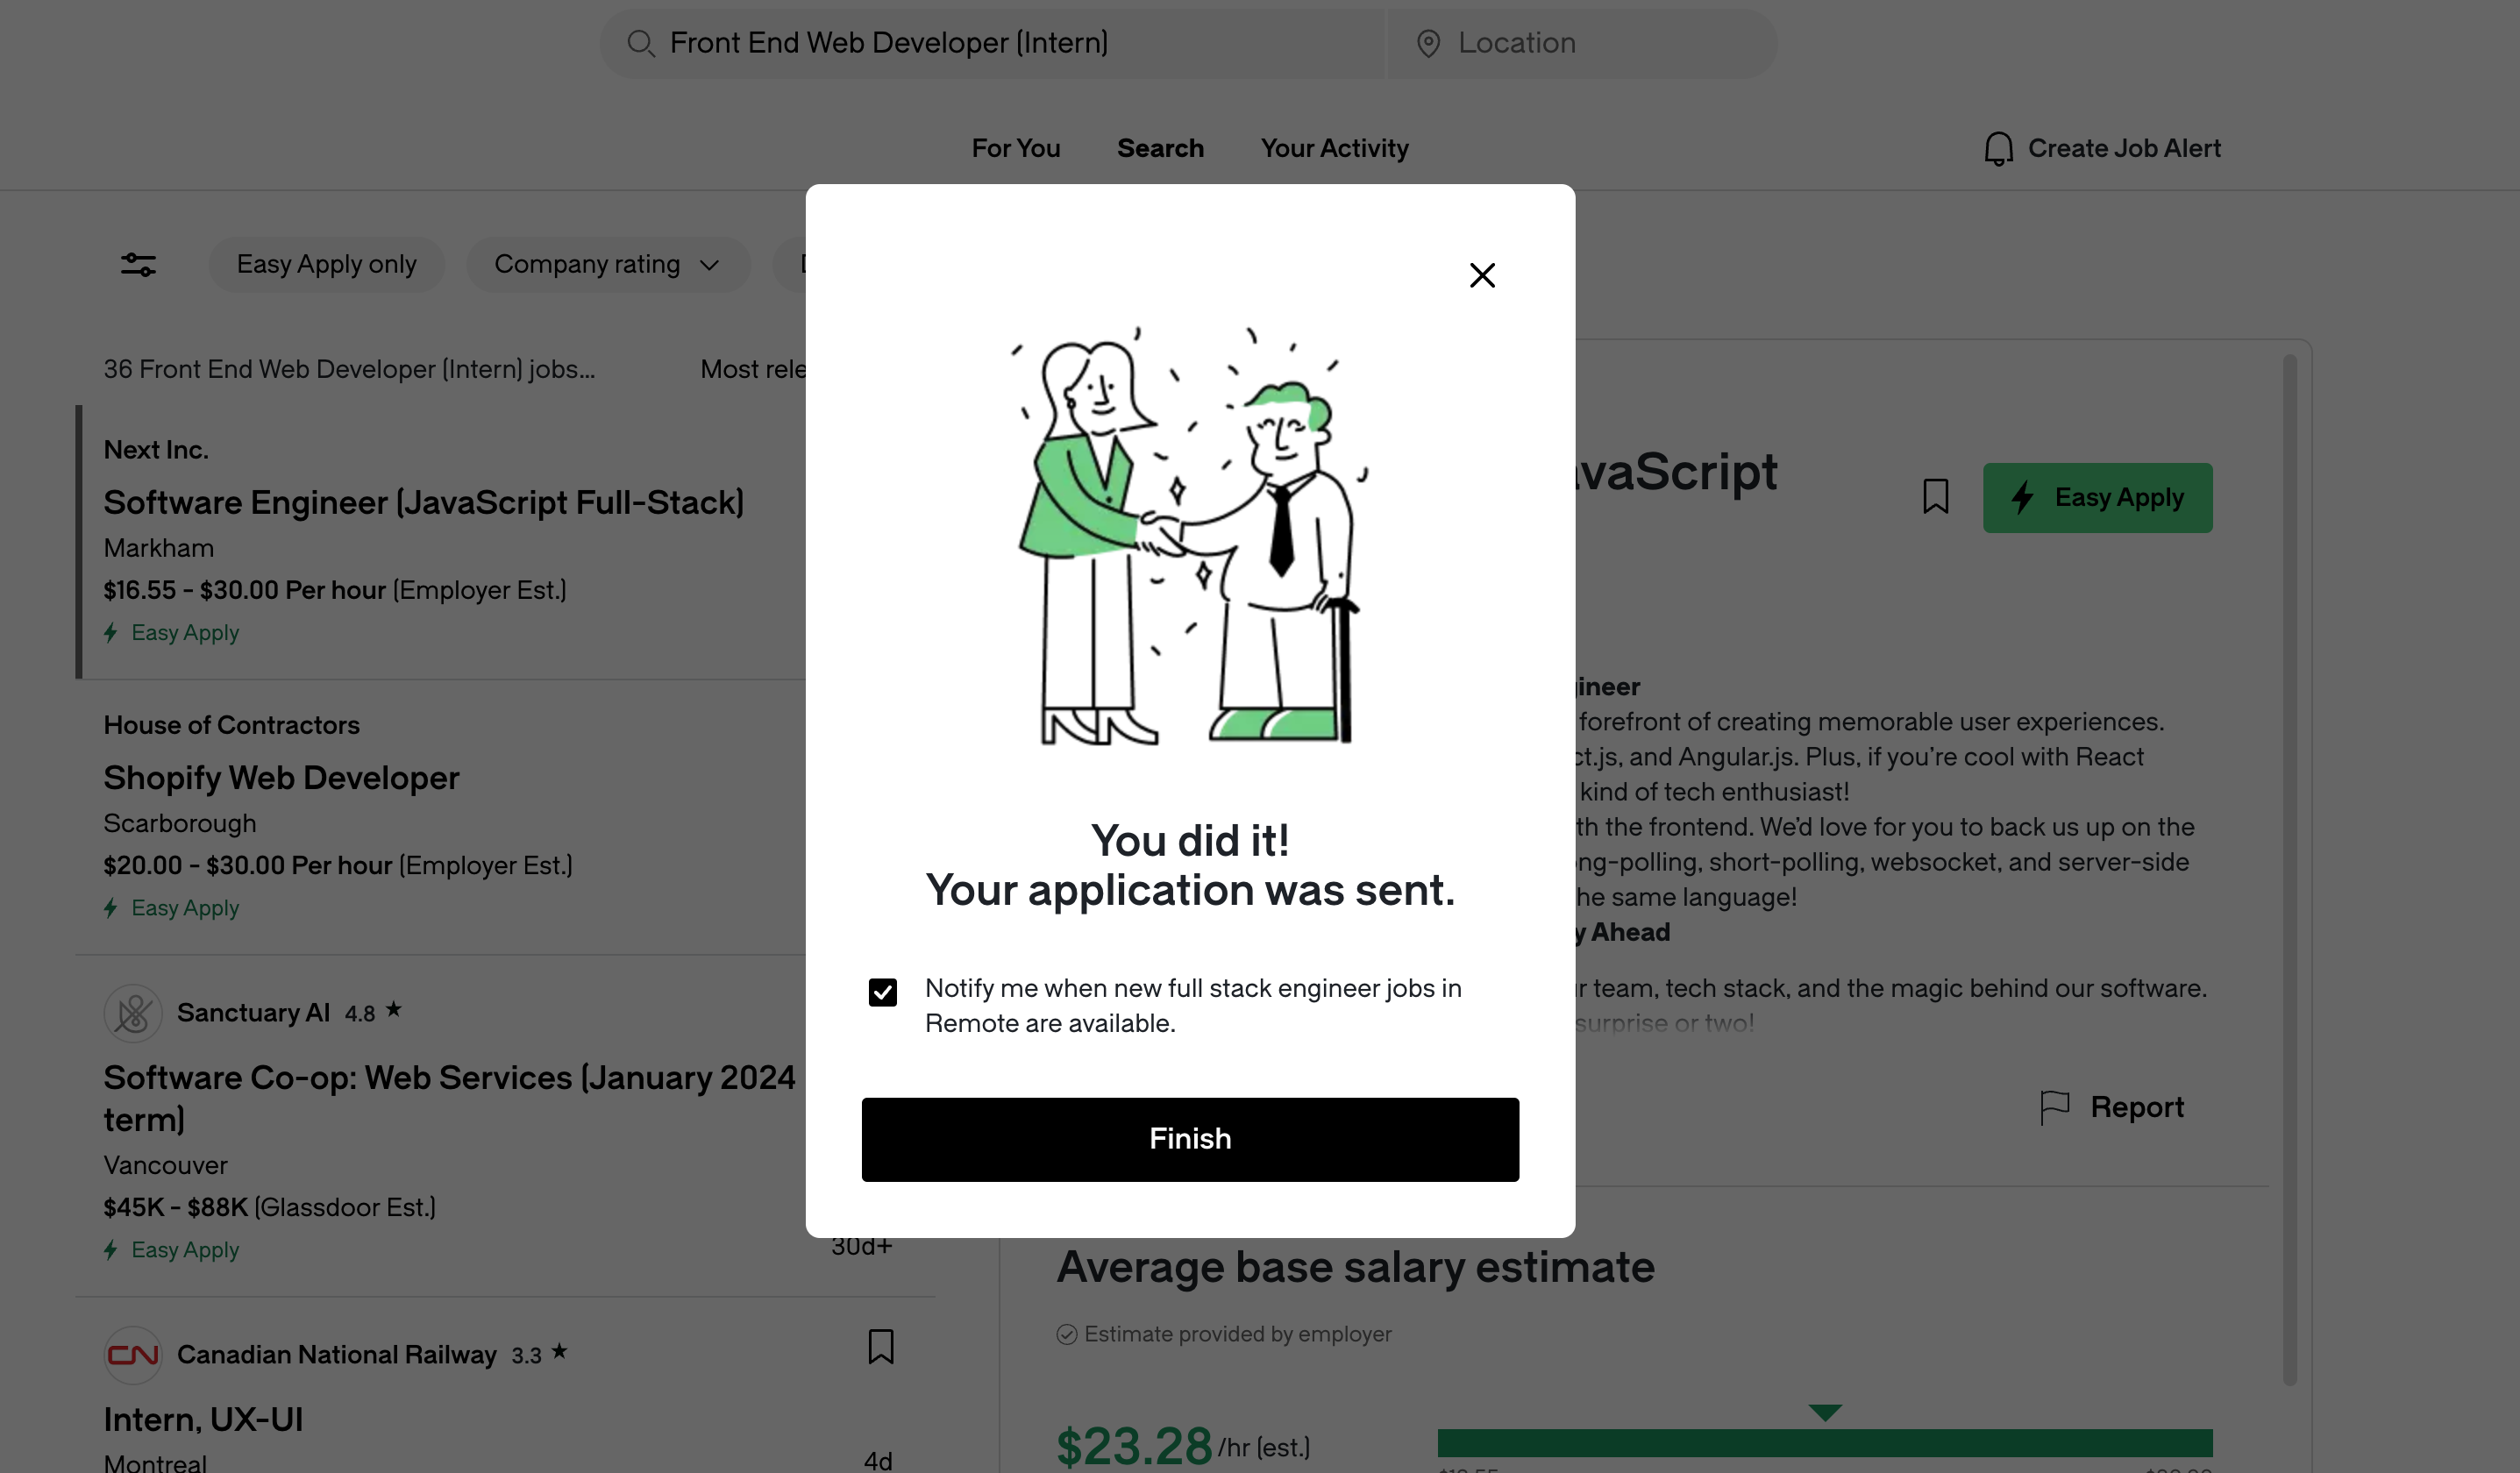 Front End Web Developer (Intern)
Location
For You
Search
Your Activity
Create Job Alert
Easy Apply only
Company rating
36 Front End Web Developer (Intern) jobs...
Most rele
Next Inc.
Software Engineer (JavaScript Full-Stack)
Markham
$16.55 - $30.00 Per hour (Employer Est.)
Easy Apply
House of Contractors
Shopify Web Developer
Scarborough
$20.00 - $30.00 Per hour (Employer Est.)
Easy Apply
Sanctuary AI 4.8 ★
Software Co-op: Web Services (January 2024
term)
Vancouver
$45K - $88K (Glassdoor Est.)
Easy Apply
30d+
CN
Canadian National Railway 3.3 ★
Intern, UX-UI
Montreal
4d
You did it!
Your application was sent.
Notify me when new full stack engineer jobs in
Remote are available.
Finish
vaScript
Easy Apply
gineer
forefront of creating memorable user experiences.
ct.js, and Angular.js. Plus, if you're cool with React
kind of tech enthusiast!
th the frontend. We'd love for you to back us up on the
ong-polling, short-polling, websocket, and server-side
he same language!
y Ahead
r team, tech stack, and the magic behind our software.
surprise or two!
Report
Average base salary estimate
Estimate provided by employer
$23.28 /hr (est.)